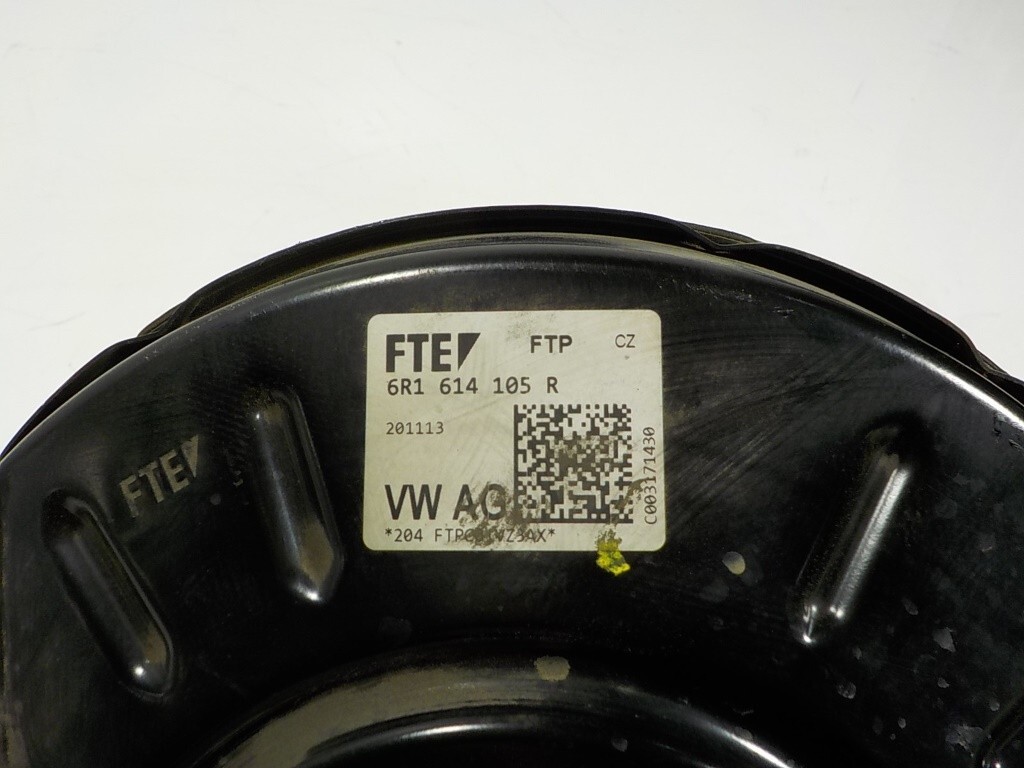 FTE FTP CZ
6R1 614 105 R
201113
C003171430
VW AG
*204
FTE